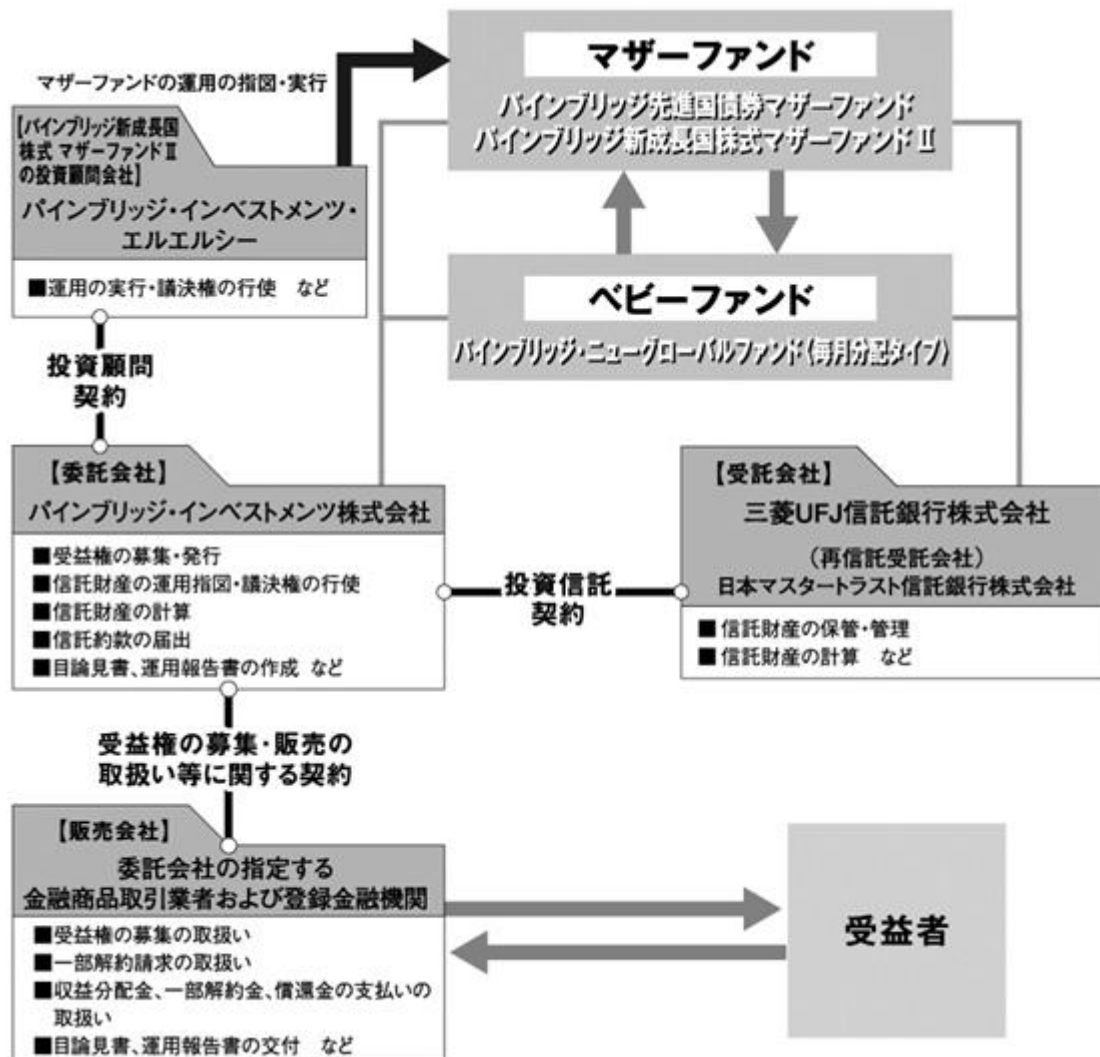 マザーファンドの運用の指図・実行
マザーファンド
パインブリッジ先進国債券マザーファンド
パインブリッジ新成長国株式マザーファンドⅡ
[パインブリッジ新成長国
株式 マザーファンドⅡ
の投資顧問会社]
パインブリッジ・インベストメンツ・
エルエルシー
■運用の実行・議決権の行使 など
ベビーファンド
パインブリッジ・ニューグローバルファンド(毎月分配タイプ)
投資顧問
契約
【委託会社】
パインブリッジ・インベストメンツ株式会社
■受益権の募集・発行
■信託財産の運用指図・議決権の行使
■信託財産の計算
■信託約款の届出
■目論見書、運用報告書の作成 など
投資信託
契約
【受託会社】
三菱UFJ信託銀行株式会社
(再信託受託会社)
日本マスタートラスト信託銀行株式会社
■ 信託財産の保管・管理
■ 信託財産の計算 など
受益権の募集・販売の
取扱い等に関する契約
【販売会社】
委託会社の指定する
金融商品取引業者および登録金融機関
■受益権の募集の取扱い
■一部解約請求の取扱い
■収益分配金、一部解約金、償還金の支払いの
取扱い
■目論見書、運用報告書の交付 など
受益者